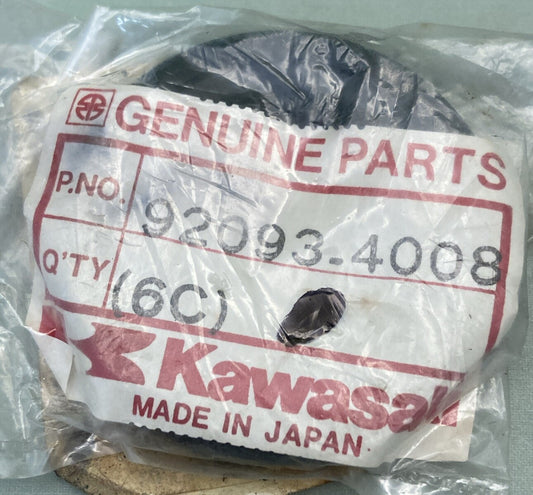 GENUINE PARTS
P.NO. 92093-4008
Q'TY (6C)
Kawasaki
MADE IN JAPAN